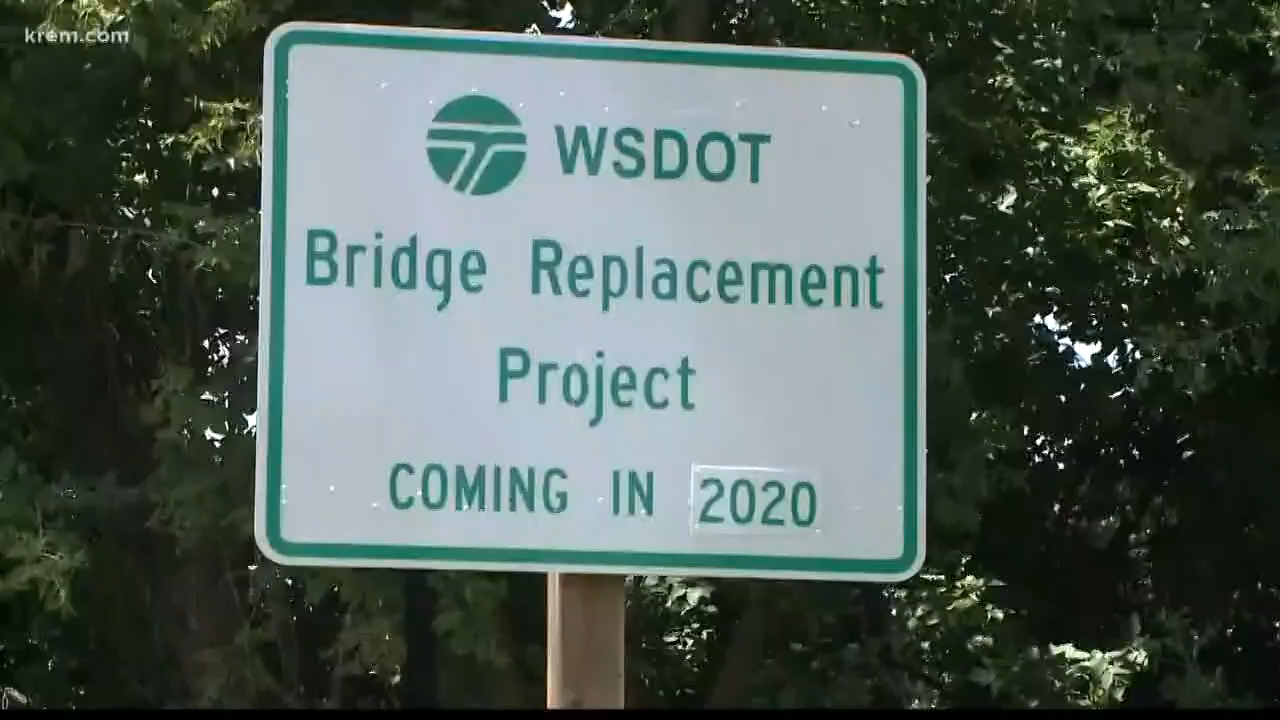 krem.com
WSDOT
Bridge Replacement
Project
COMING IN 2020